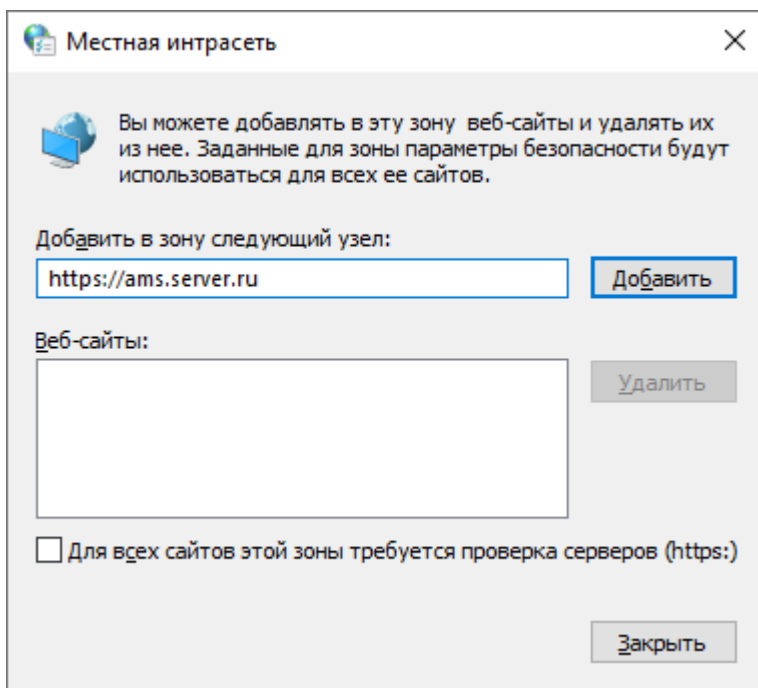 Местная интрасеть
Вы можете добавлять в эту зону веб-сайты и удалять их
из нее. Заданные для зоны параметры безопасности будут
использоваться для всех ее сайтов.
Добавить в зону следующий узел:
https://ams.server.ru
Добавить
Веб-сайты:
Удалить
Для всех сайтов этой зоны требуется проверка серверов (https:)
Закрыть